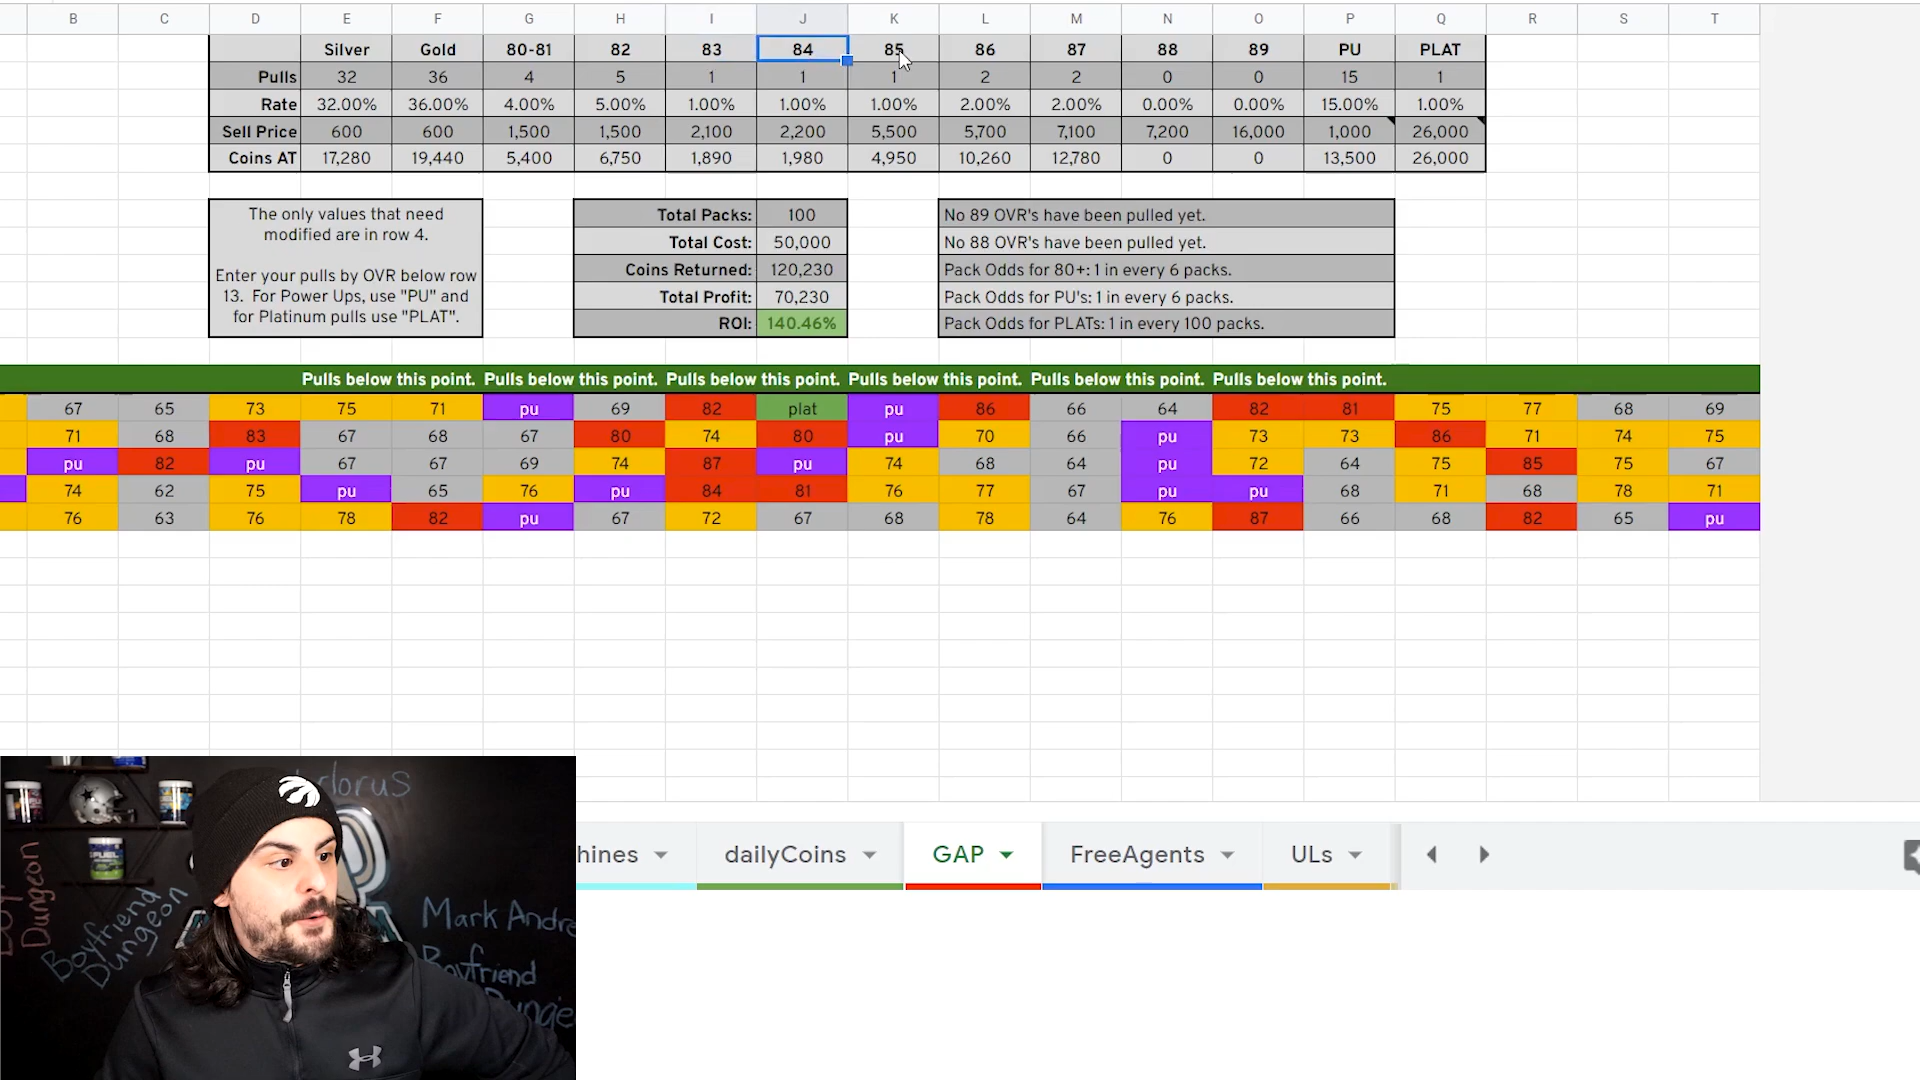 B C D E F G H I J K L M N O P Q R S T
Silver Gold 80-81 82 83 84 85 86 87 88 89 PU PLAT
Pulls 32 36 4 5 1 1 1 2 2 0 0 15 1
Rate 32.00% 36.00% 4.00% 5.00% 1.00% 1.00% 1.00% 2.00% 2.00% 0.00% 0.00% 15.00% 1.00%
Sell Price 600 600 1,500 1,500 2,100 2,200 5,500 5,700 7,100 7,200 16,000 1,000 26,000
Coins AT 17,280 19,440 5,400 6,750 1,890 1,980 4,950 10,260 12,780 0 0 13,500 26,000
The only values that need
modified are in row 4.
Enter your pulls by OVR below row
13. For Power Ups, use "PU" and
for Platinum pulls use "PLAT".
Total Packs: 100
Total Cost: 50,000
Coins Returned: 120,230
Total Profit: 70,230
ROI: 140.46%
No 89 OVR's have been pulled yet.
No 88 OVR's have been pulled yet.
Pack Odds for 80+: 1 in every 6 packs.
Pack Odds for PU's: 1 in every 6 packs.
Pack Odds for PLATs: 1 in every 100 packs.
Pulls below this point. Pulls below this point. Pulls below this point. Pulls below this point. Pulls below this point. Pulls below this point.
67 65 73 75 71 pu 69 82 plat pu 86 66 64 82 81 75 77 68 69
71 68 83 67 68 67 80 74 80 pu 70 66 pu 73 73 86 71 74 75
pu 82 pu 67 67 69 74 87 pu 74 68 64 pu 72 64 75 85 75 67
74 62 75 pu 65 76 pu 84 81 76 77 67 pu pu 68 71 68 78 71
76 63 76 78 82 pu 67 72 67 68 78 64 76 87 66 68 82 65 pu
hines dailyCoins GAP FreeAgents ULs
Dungeon
Boyfriend
Dungeon
Mark Andre
Boyfriend